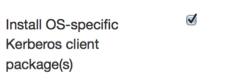 Install OS-specific
Kerberos client
package(s)